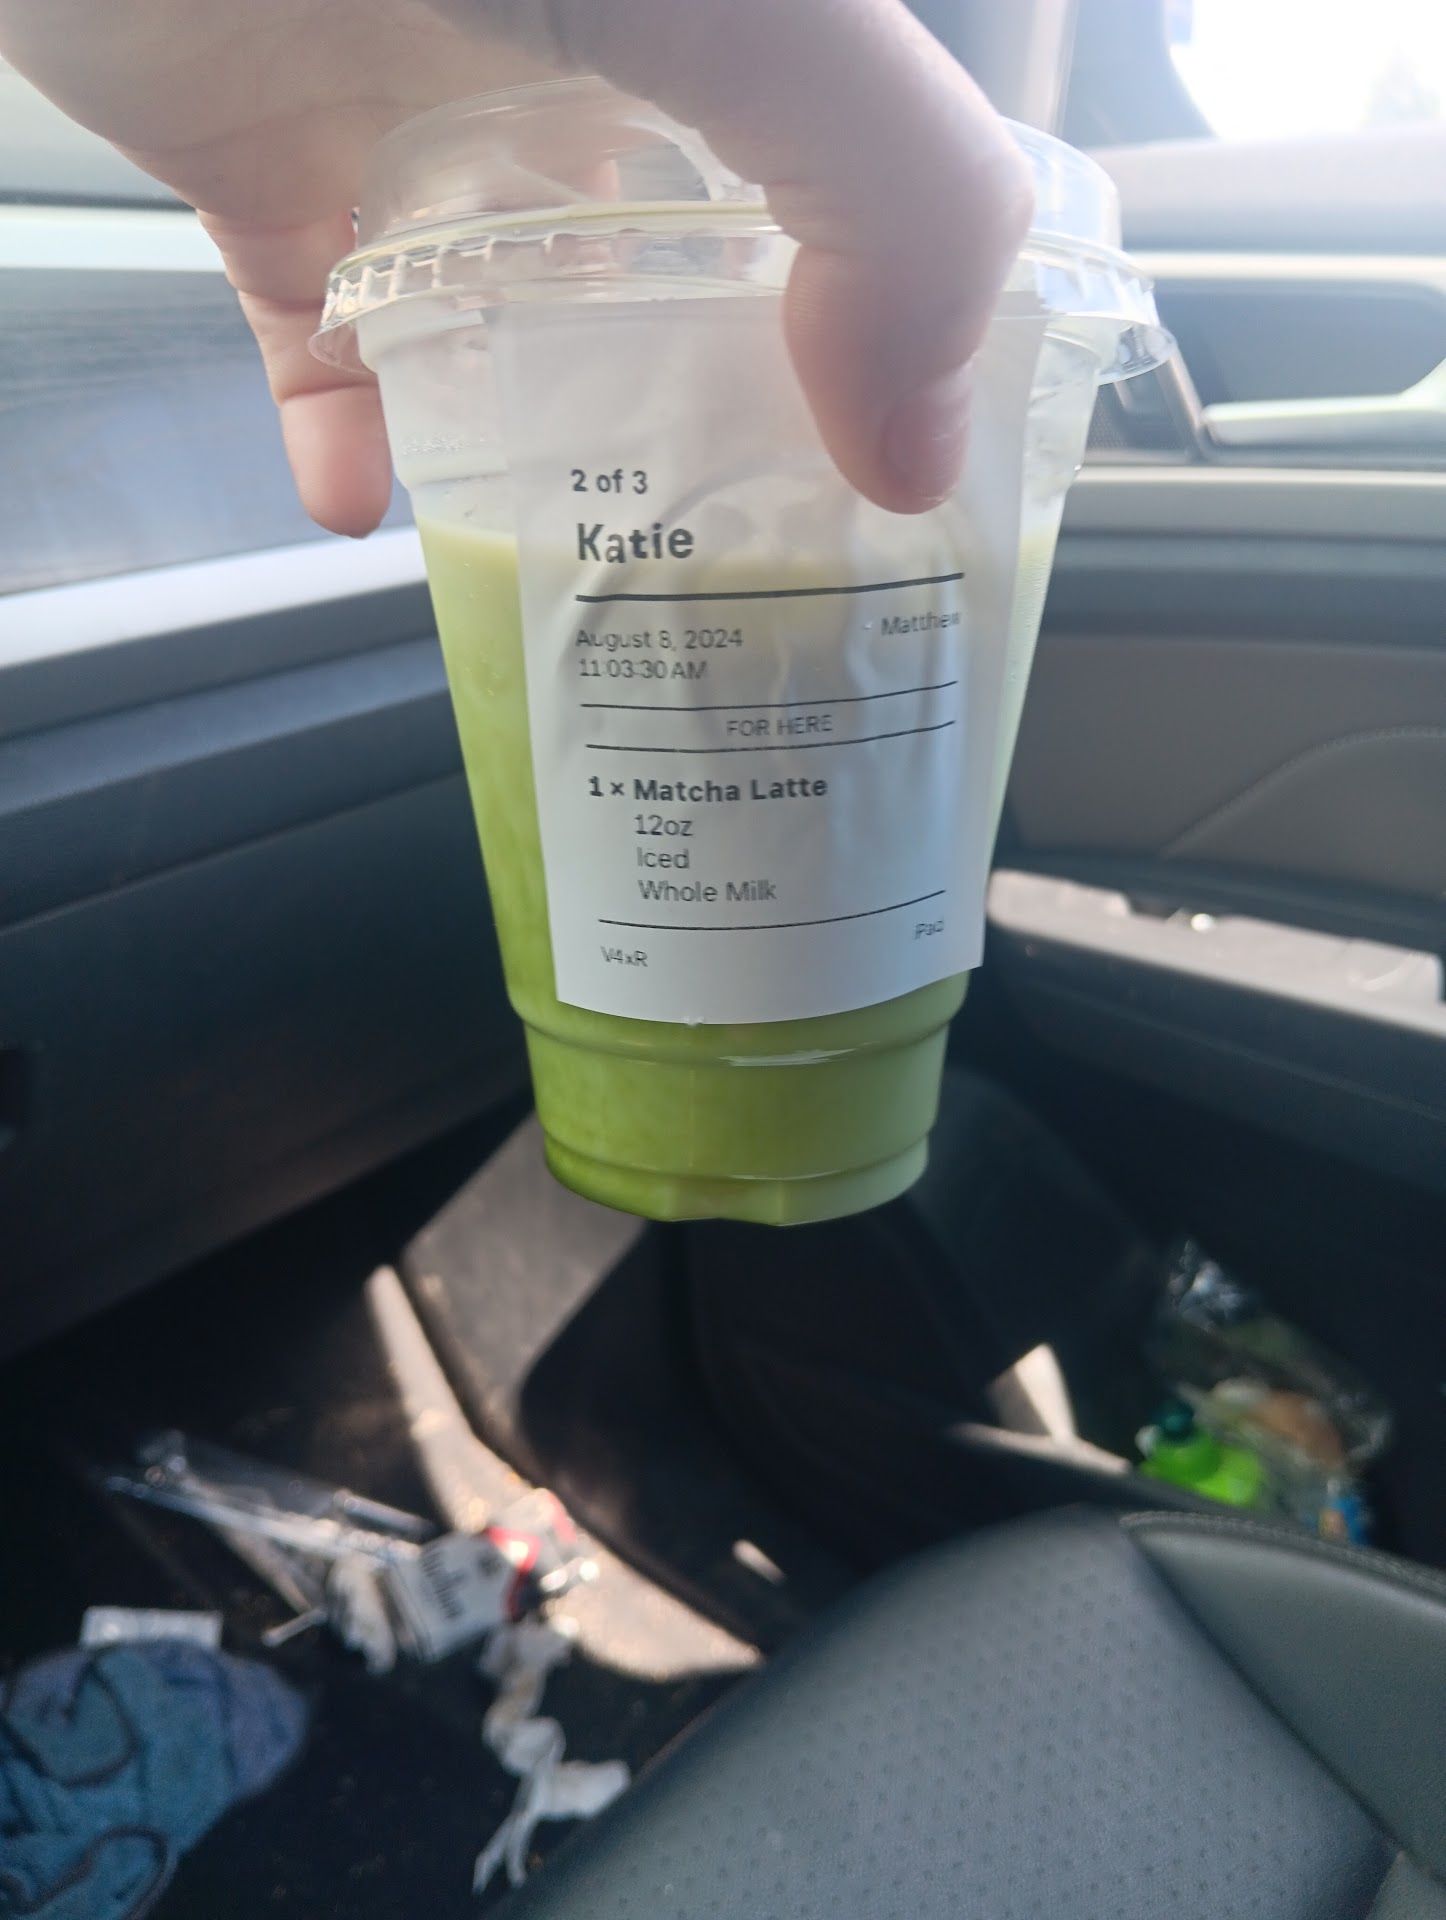 2 of 3
Katie
August 8, 2024
Matthew
11:03:30 AM
FOR HERE
1 × Matcha Latte
12oz
Iced
Whole Milk
iPad
V4xR